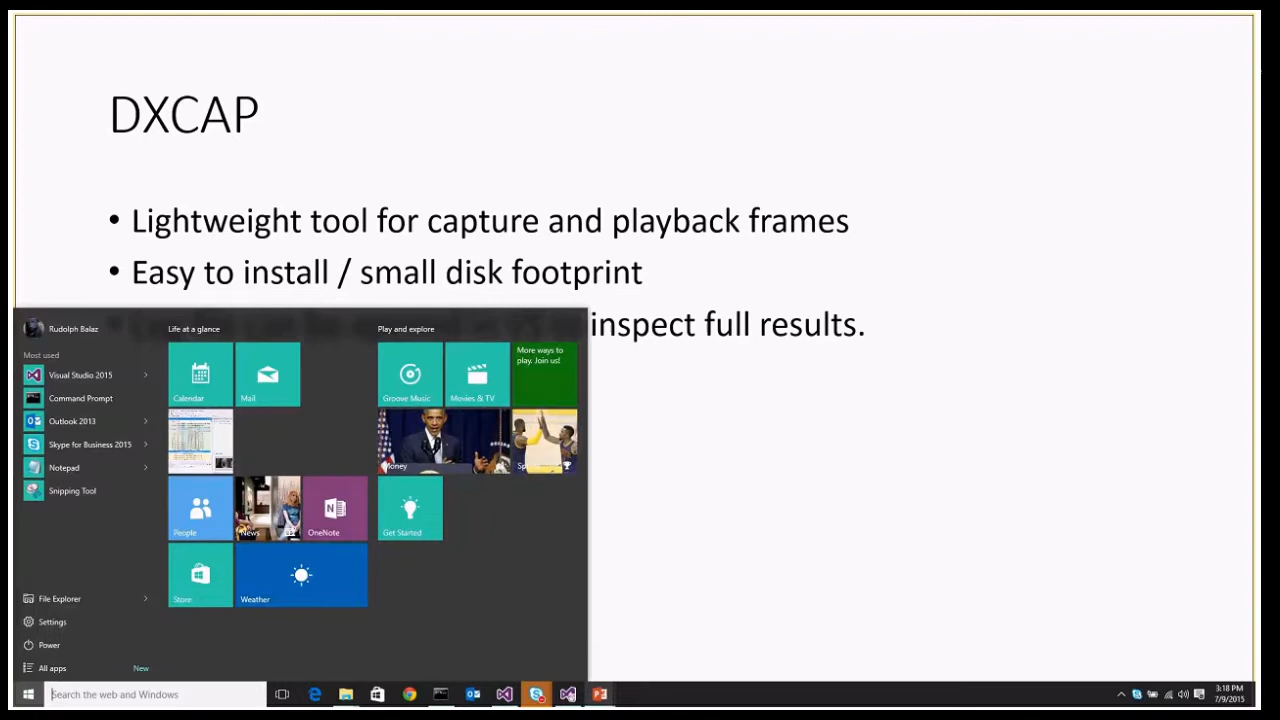 DXCAP
• Lightweight tool for capture and playback frames
• Easy to install / small disk footprint
inspect full results.
Rudolph Balaz
Most used
Visual Studio 2015
Command Prompt
Outlook 2013
Skype for Business 2015
Notepad
Snipping Tool
File Explorer
Settings
Power
All apps New
Life at a glance
Calendar
Mail
People
News
OneNote
Store
Weather
Play and explore
Groove Music
Movies & TV
More ways to
play. Join us!
Money
Get Started
Search the web and Windows
3:18 PM
7/9/2015